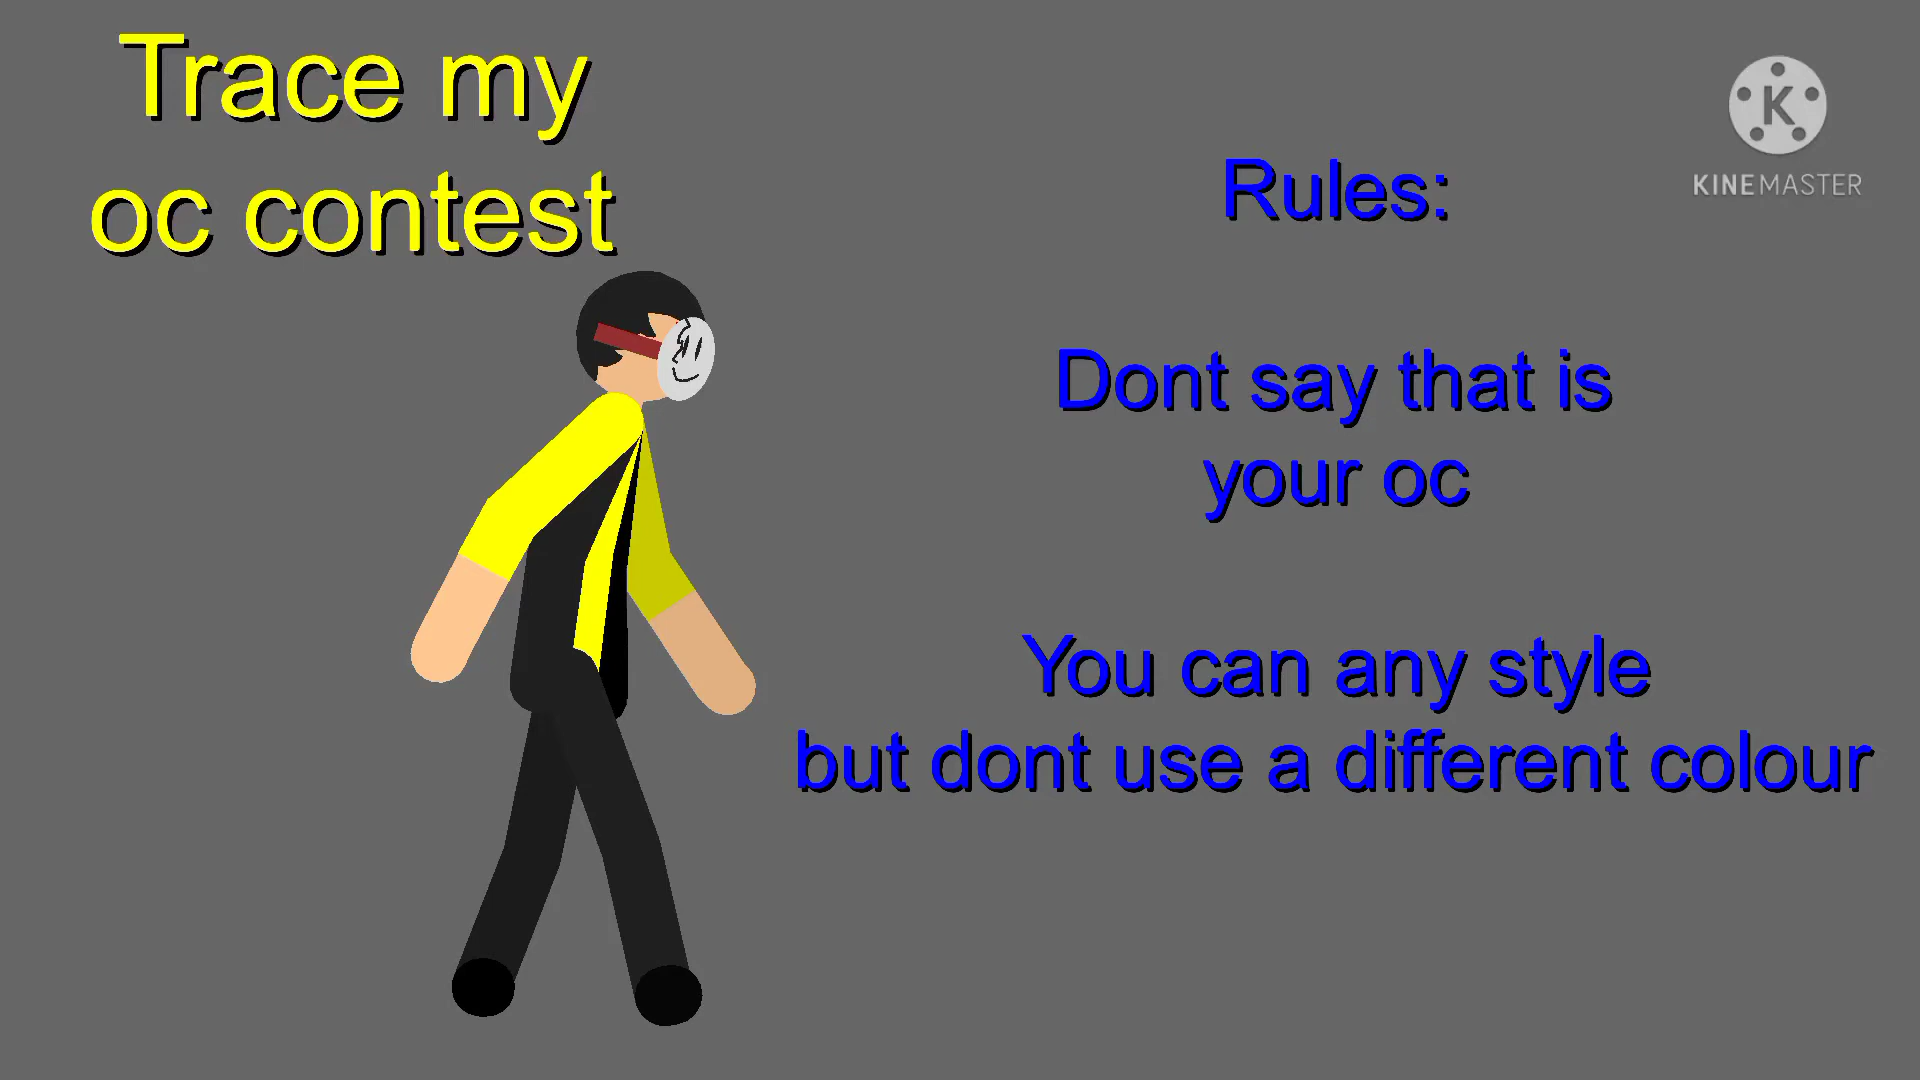 Trace my
oc contest
K
KINEMASTER
Rules:
Dont say that is
your oc
You can any style
but dont use a different colour